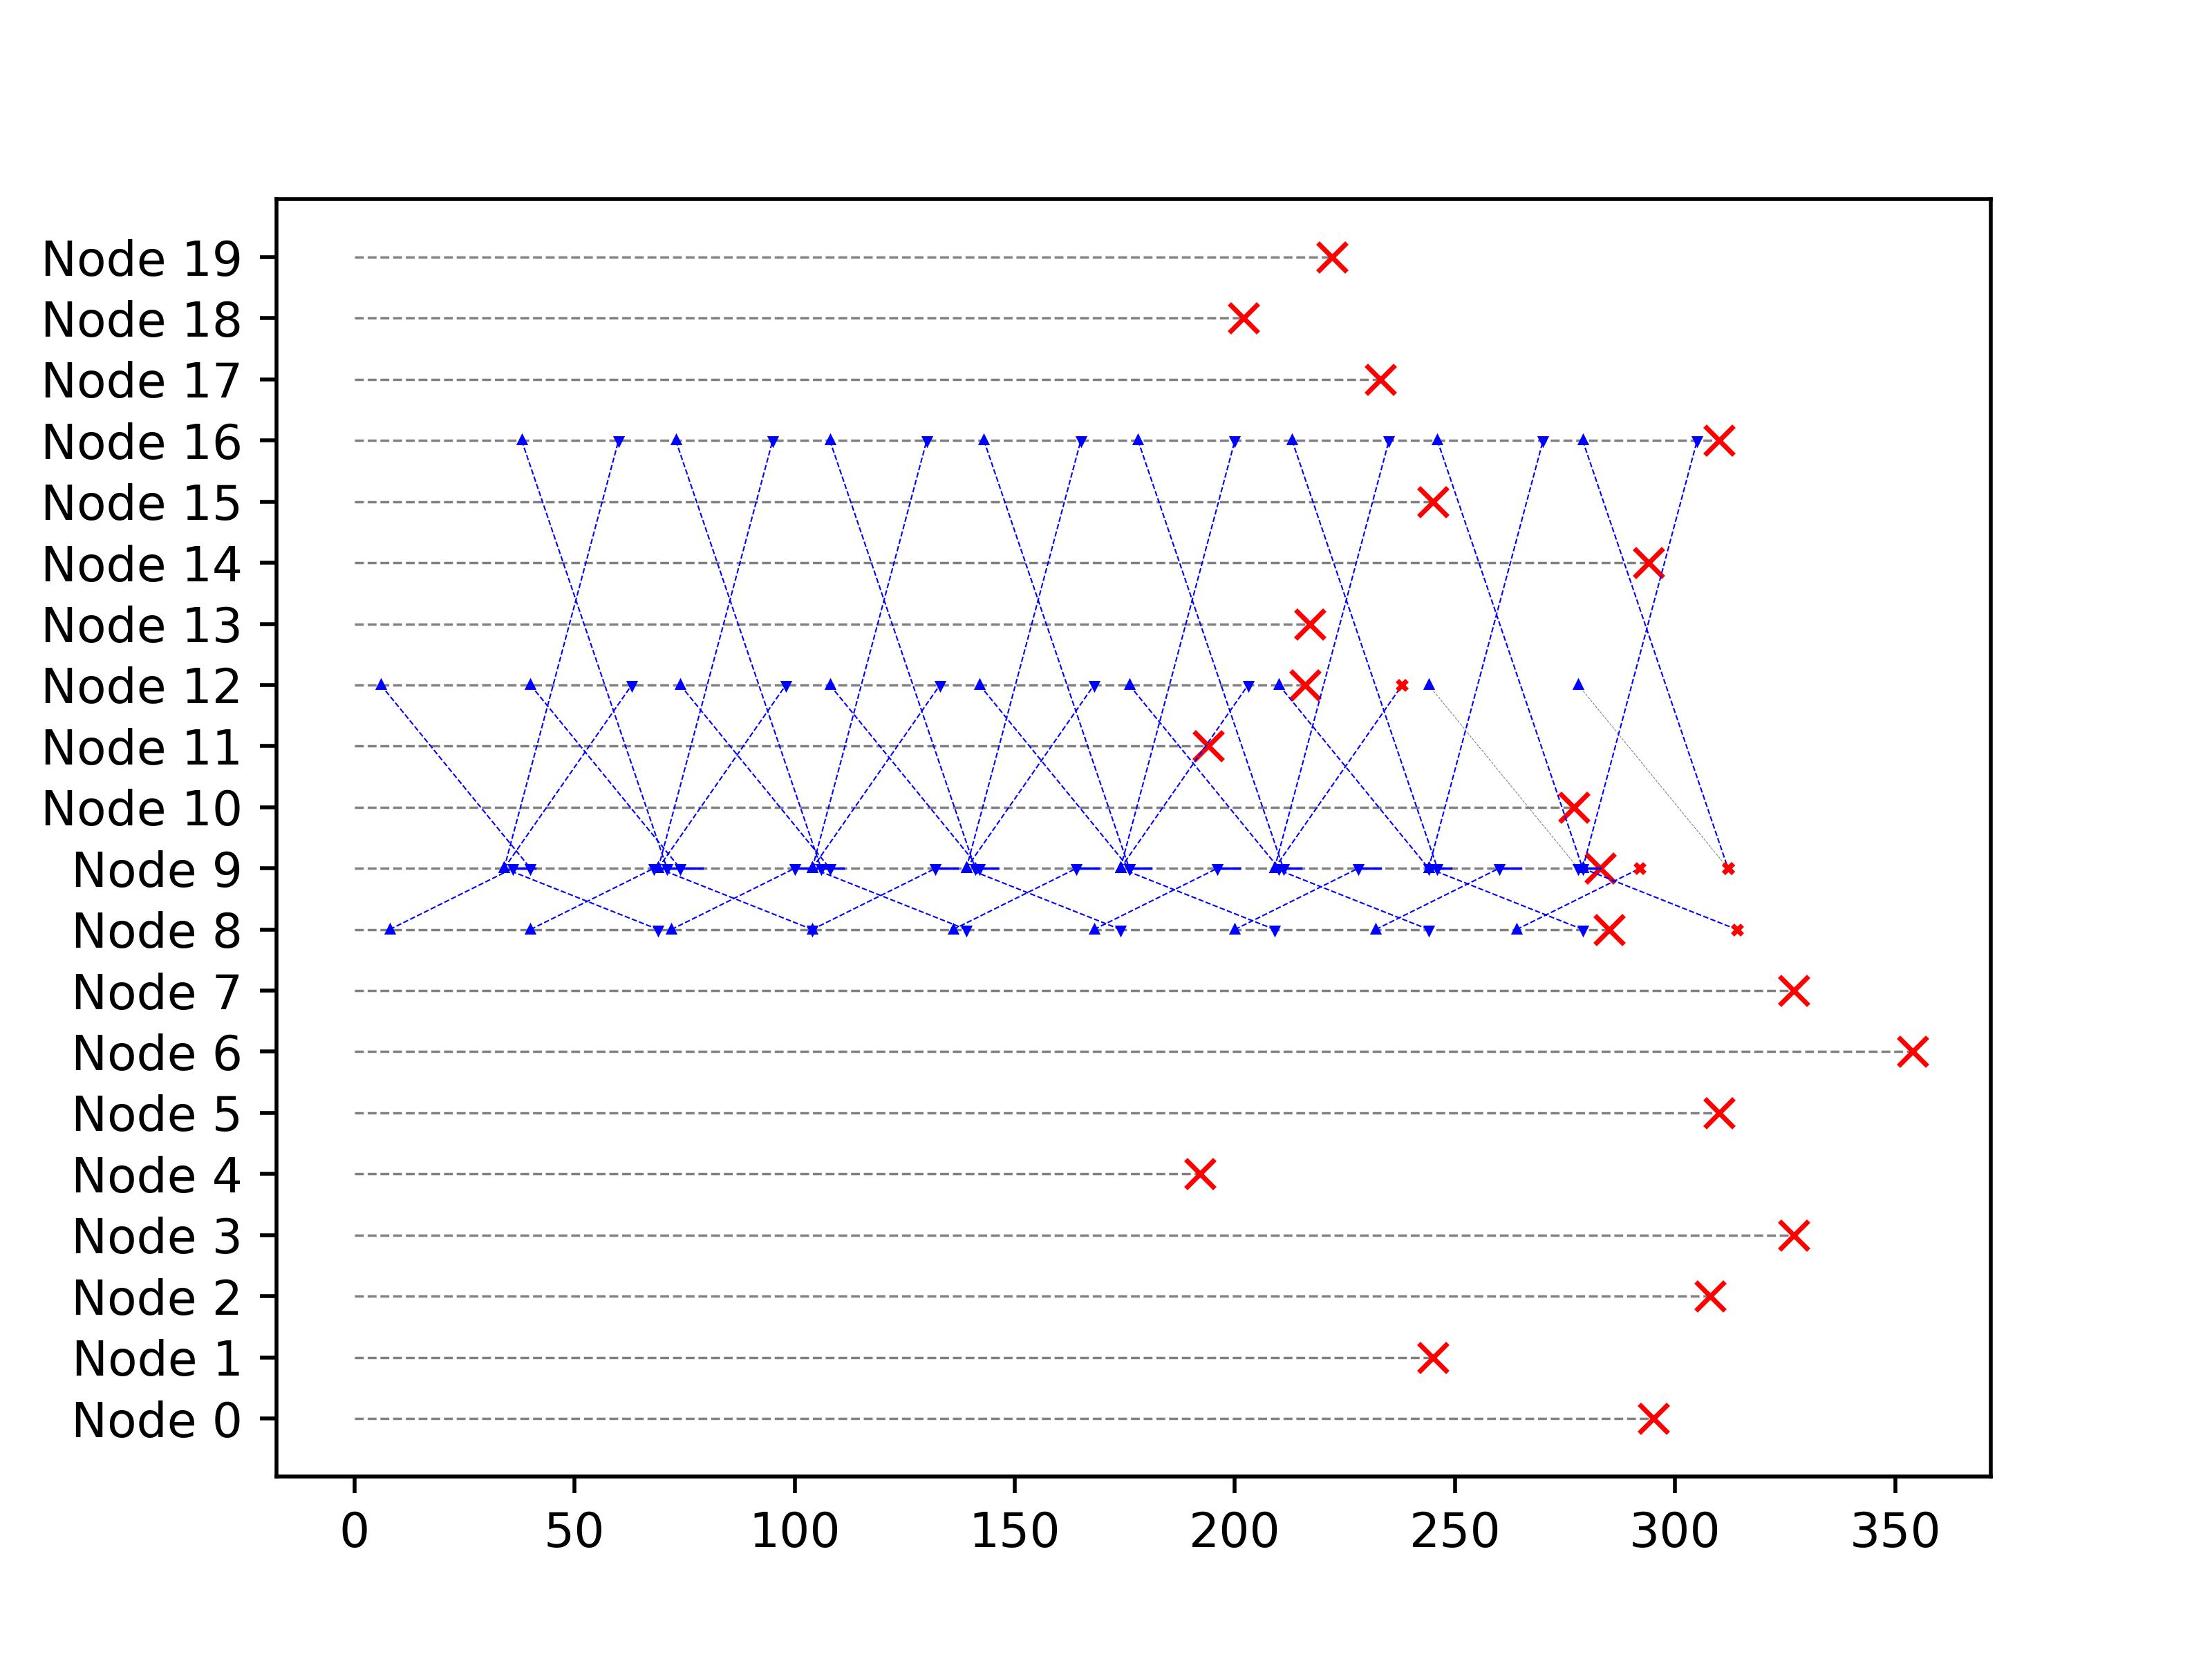 Node 19
Node 18
Node 17
Node 16
Node 15
Node 14
Node 13
Node 12
Node 11
Node 10
Node 9
Node 8
Node 7
Node 6
Node 5
Node 4
Node 3
Node 2
Node 1
Node 0
0 50 100 150 200 250 300 350